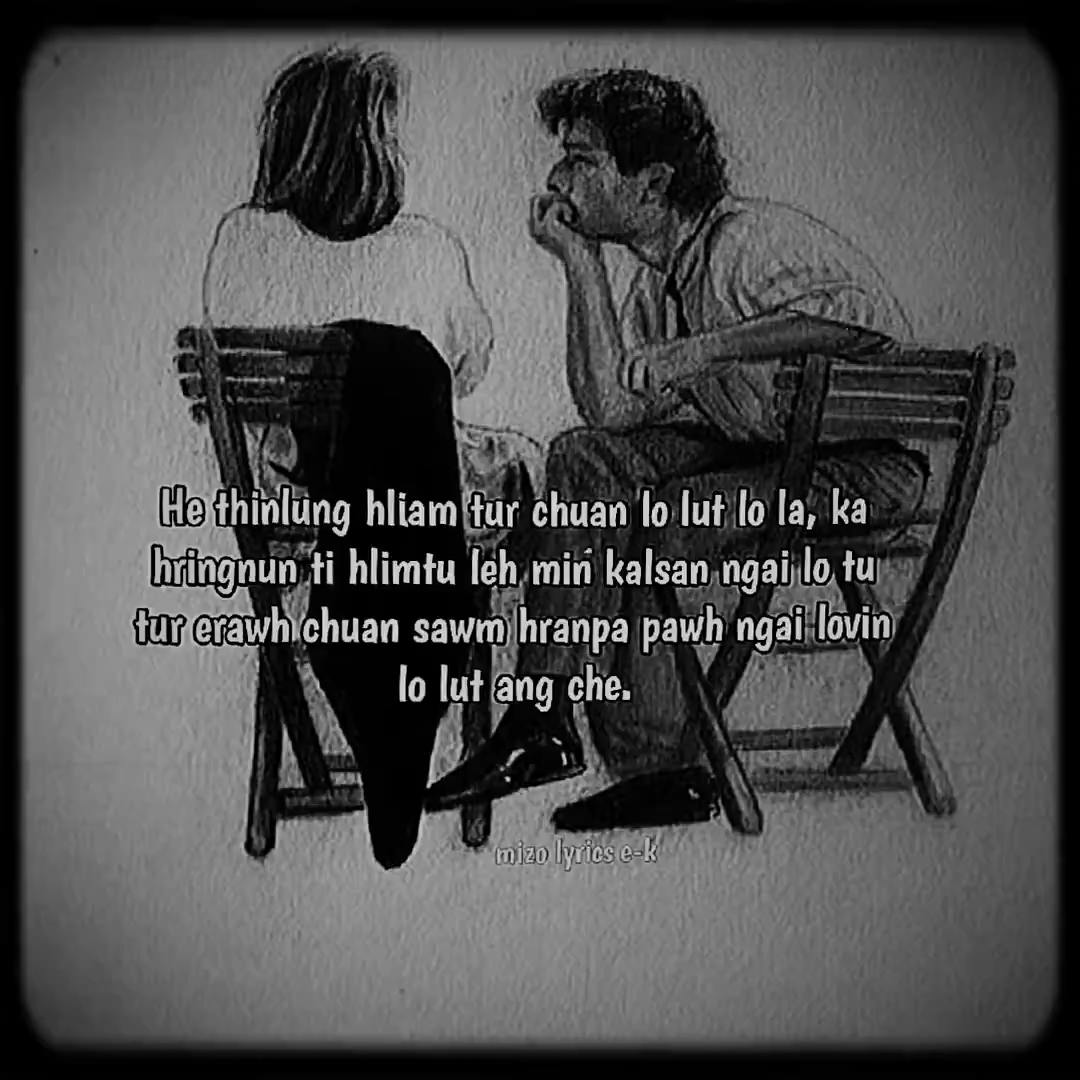 He thinlung hliam tur chuan lo lut lo la, ka
hringnun ti hlimtu leh miń kalsan ngai lo tu
tur erawh chuan sawm hranpa pawh ngai lovin
lo lut ang che.
mizo lyrics e-k